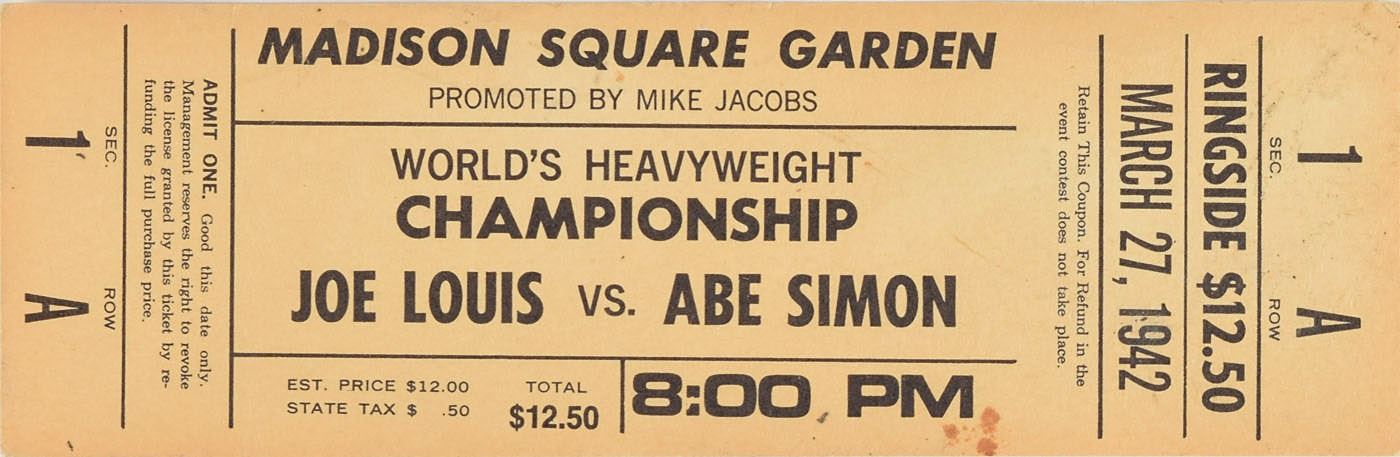 1
SEC.
A
ROW
ADMIT ONE. Good this date only.
Management reserves the right to revoke
the license granted by this ticket by re-
funding the full purchase price.
MADISON SQUARE GARDEN
PROMOTED BY MIKE JACOBS
WORLD'S HEAVYWEIGHT
CHAMPIONSHIP
JOE LOUIS VS. ABE SIMON
EST. PRICE $12.00
STATE TAX $ .50
TOTAL
$12.50
8:00 PM
Retain This Coupon. For Refund in the
event contest does not take place.
MARCH 27, 1942
RINGSIDE $12.50
SEC.
1
ROW
A